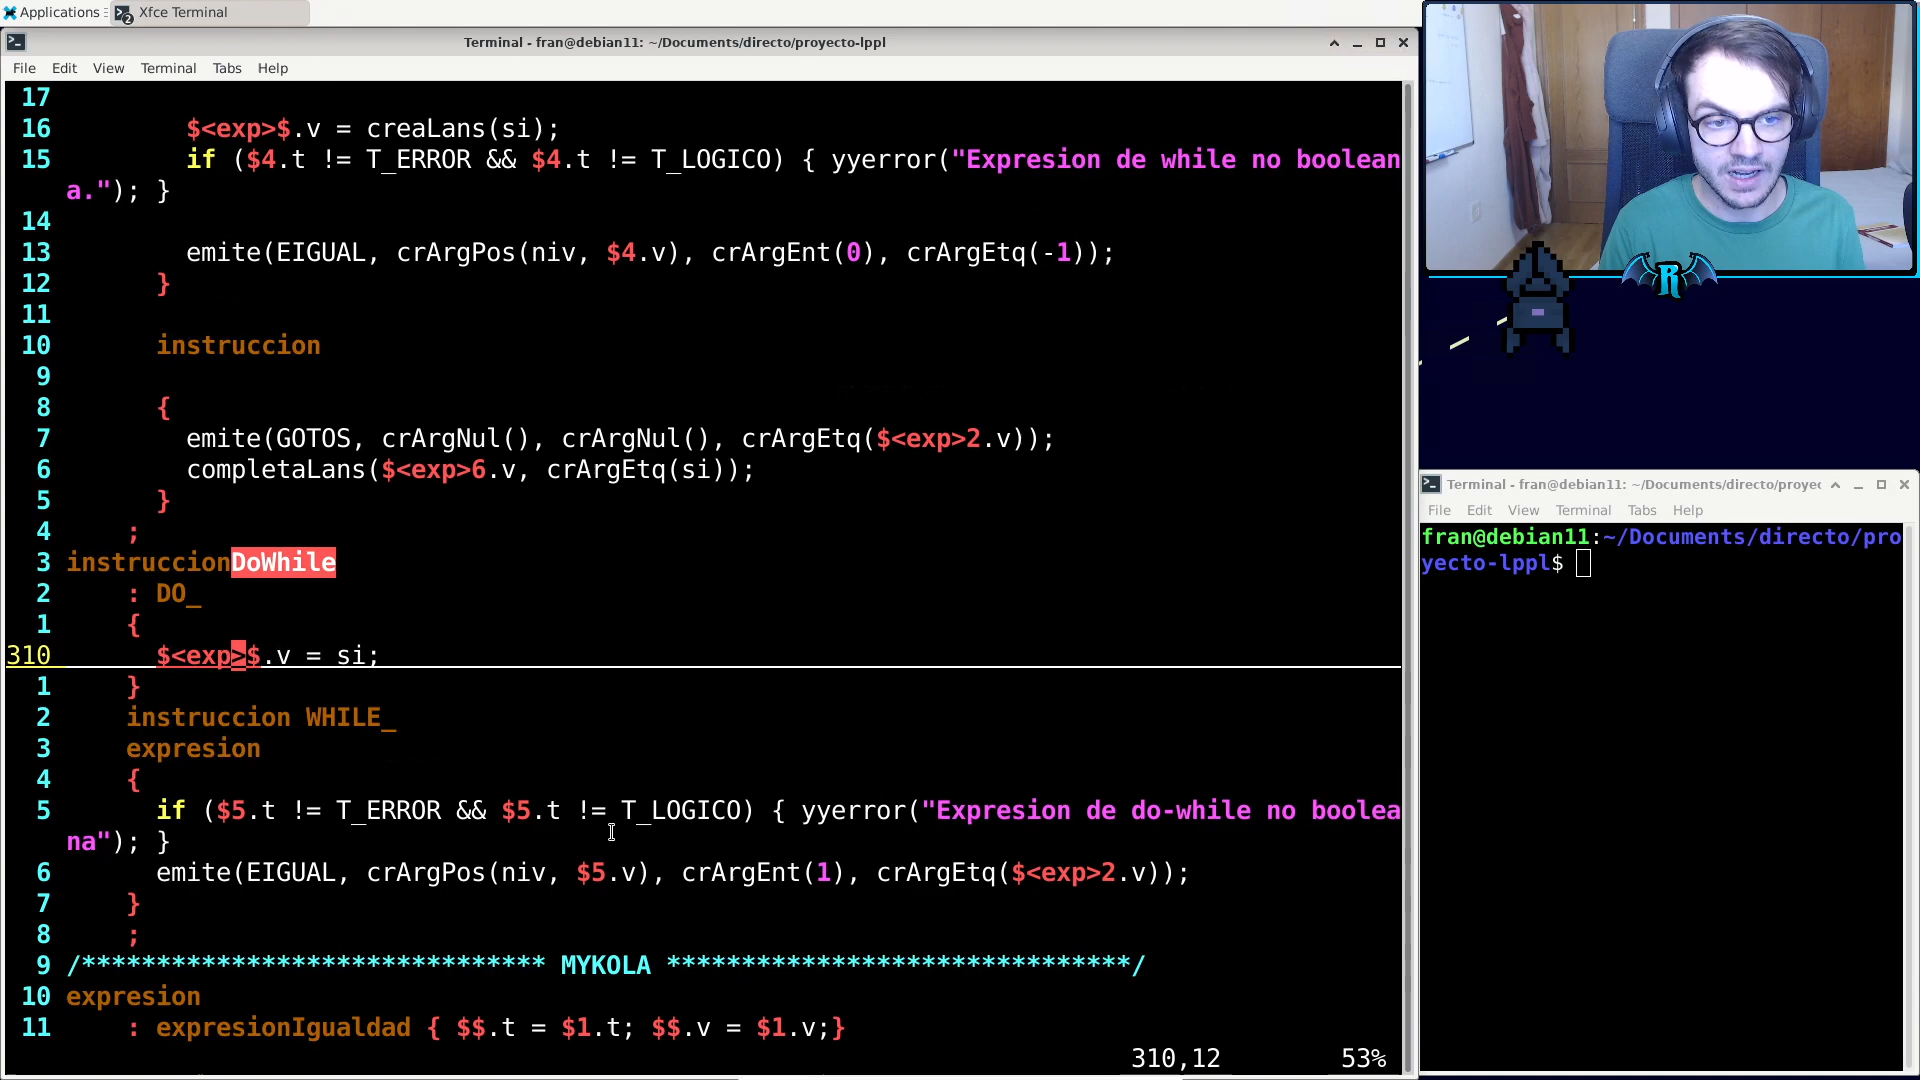 Applications
Xfce Terminal
2
Terminal - fran@debian11: ~/Documents/directo/proyecto-lppl
File Edit View Terminal Tabs Help
17
16 $<exp>$.v = creaLans(si);
15 if ($4.t != T_ERROR && $4.t != T_LOGICO) { yyerror("Expresion de while no boolean
a."); }
14
13 emite(EIGUAL, crArgPos(niv, $4.v), crArgEnt(0), crArgEtq(-1));
12 }
11
10 instruccion
9
8 {
7 emite(GOTOS, crArgNul(), crArgNul(), crArgEtq($<exp>2.v));
6 completaLans($<exp>6.v, crArgEtq(si));
5 }
4 ;
3 instruccionDoWhile
2 : DO_
1 {
310 $<exp>$.v = si;
1 }
2 instruccion WHILE_
3 expresion
4 {
5 if ($5.t != T_ERROR && $5.t != T_LOGICO) { yyerror("Expresion de do-while no boolea
na"); }
6 emite(EIGUAL, crArgPos(niv, $5.v), crArgEnt(1), crArgEtq($<exp>2.v));
7 }
8 ;
9 /******************************* MYKOLA *******************************/
10 expresion
11 : expresionIgualdad { $$.t = $1.t; $$.v = $1.v;}
310,12 53%
R
Terminal - fran@debian11: ~/Documents/directo/proyec
File Edit View Terminal Tabs Help
fran@debian11:~/Documents/directo/pro
yecto-lppl$